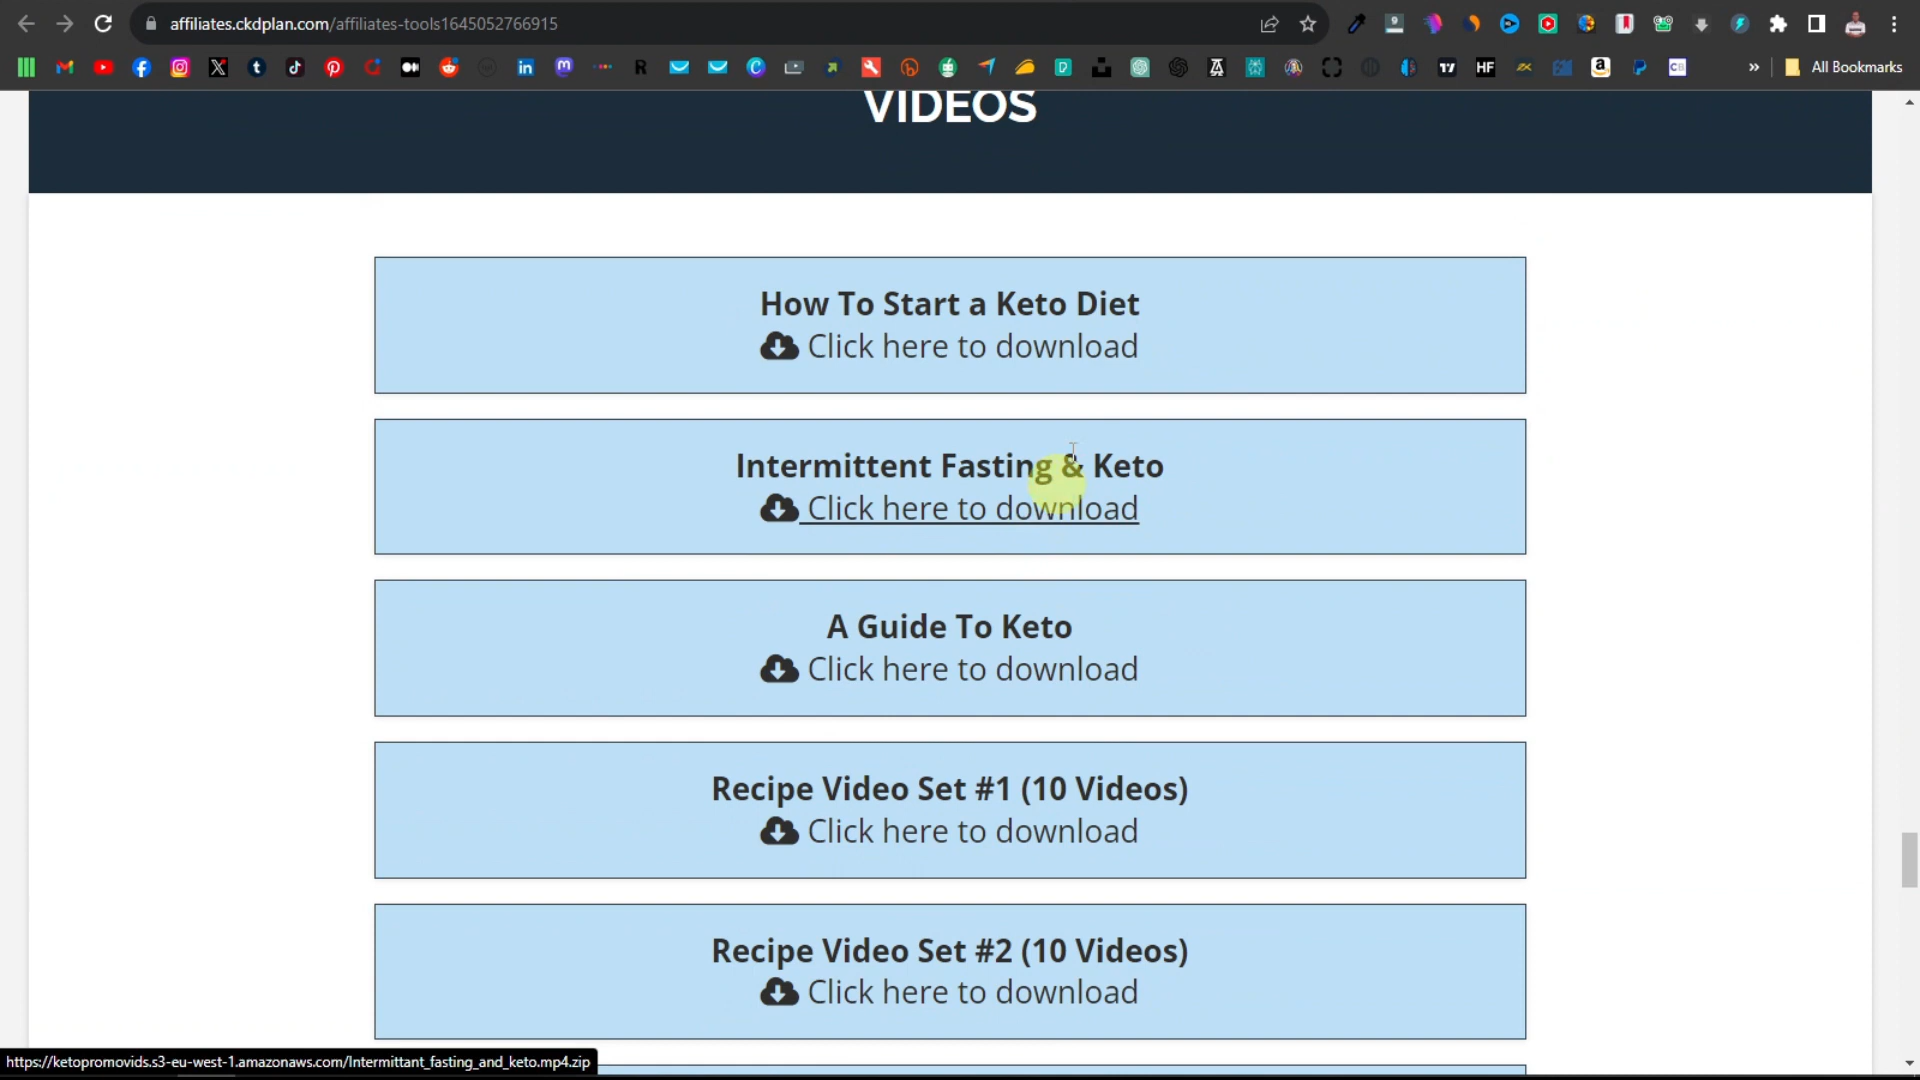 affiliates.ckdplan.com/affiliates-tools1645052766915
All Bookmarks
VIDEOS
How To Start a Keto Diet
Click here to download
Intermittent Fasting & Keto
Click here to download
A Guide To Keto
Click here to download
Recipe Video Set #1 (10 Videos)
Click here to download
Recipe Video Set #2 (10 Videos)
Click here to download
https://ketopromovids.s3-eu-west-1.amazonaws.com/Intermittant_fasting_and_keto.mp4.zip